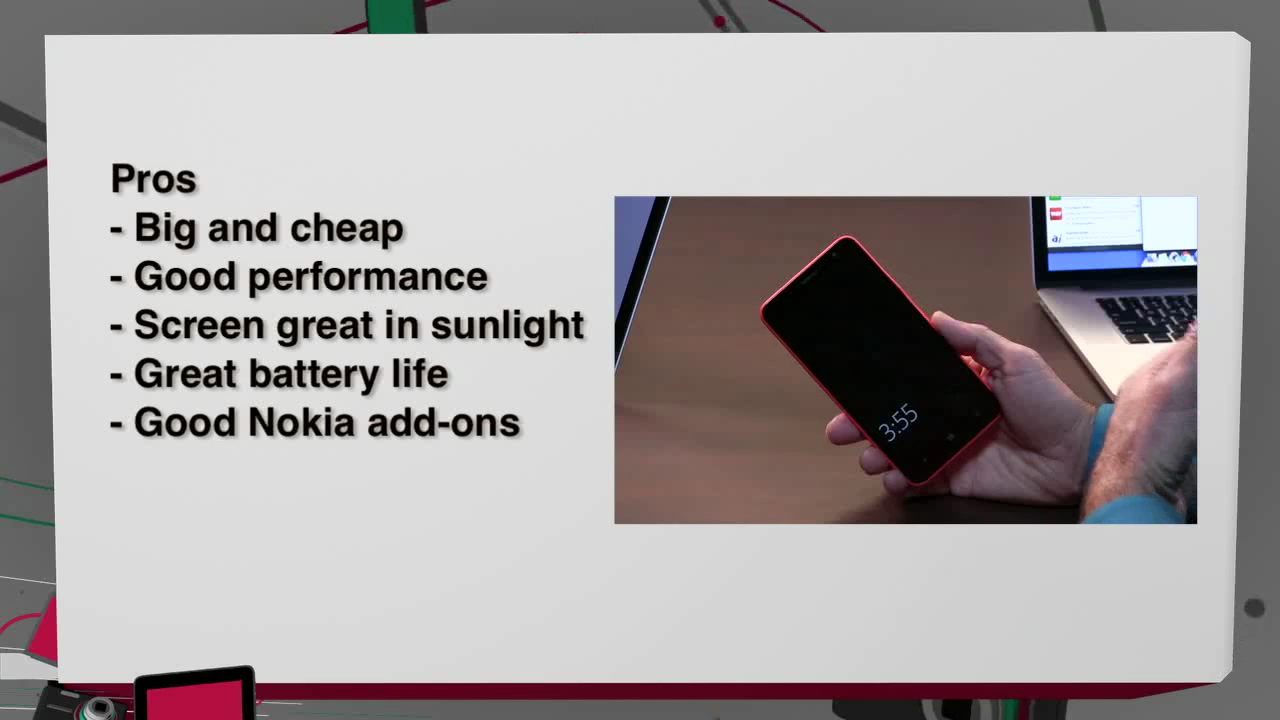 Pros
- Big and cheap
- Good performance
- Screen great in sunlight
- Great battery life
- Good Nokia add-ons
3:55